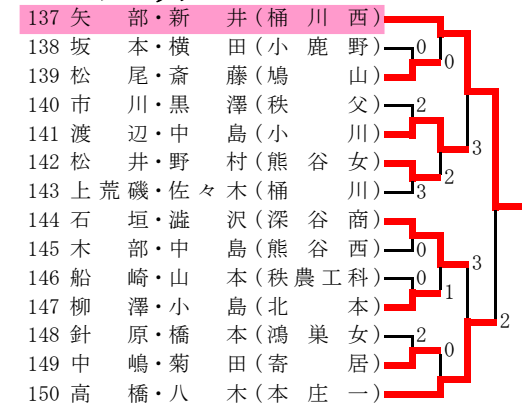 137 矢部・新井(桶川西)
138 坂本・横田(小鹿野) 0
139 松尾・斎藤(鳩山) 0
140 市川・黒澤(秩父) 2
141 渡辺・中島(小川) 3
142 松井・野村(熊谷女) 2
143 上荒磯・佐々木(桶川) 3
144 石垣・澁沢(深谷商)
145 木部・中島(熊谷西) 0 3
146 船崎・山本(秩農工科) 0 1
147 柳澤・小島(北本)
148 針原・橋本(鴻巣女) 2 2
149 中嶋・菊田(寄居) 0
150 高橋・八木(本庄一)